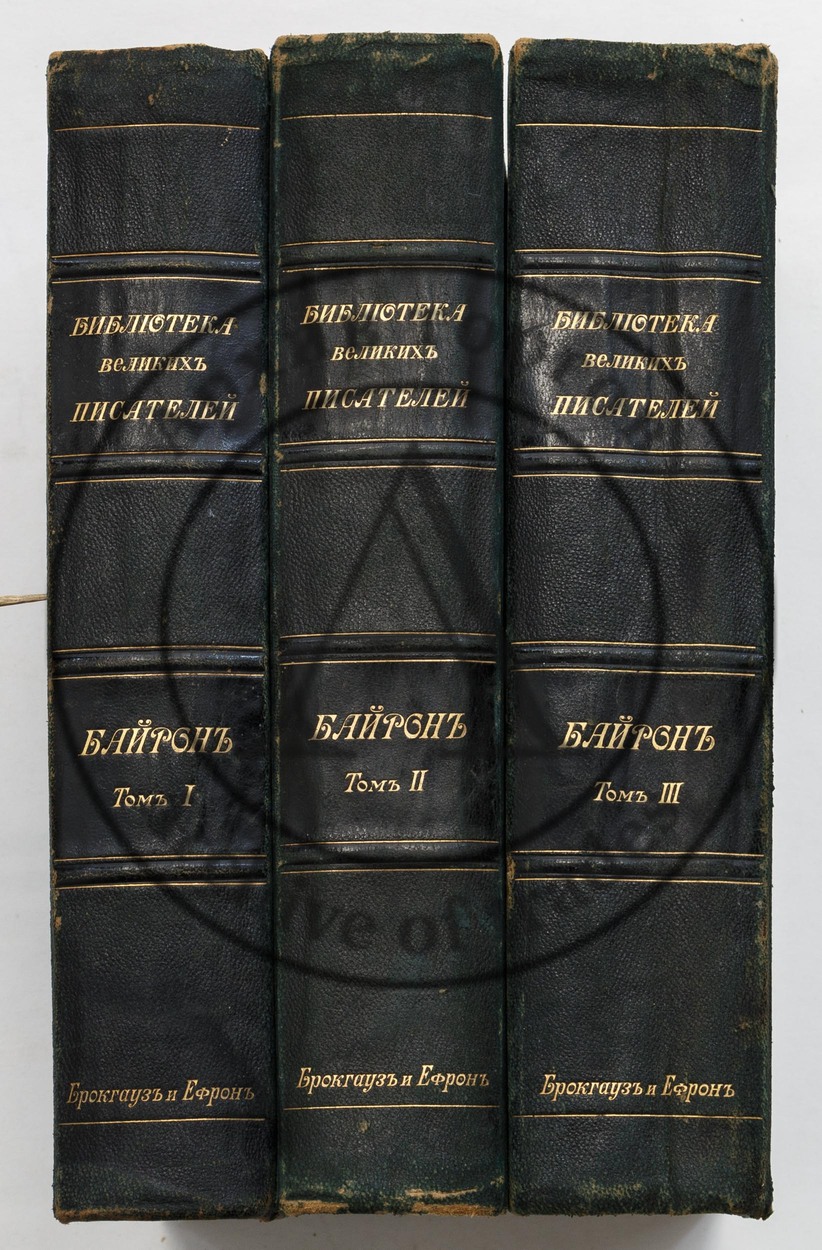 БИБЛІОТЕКА
великихъ
ПИСАТЕЛЕЙ
БАЙРОНЪ
Томъ I
Брокгаузъ и Ефронъ
БИБЛІОТЕКА
великихъ
ПИСАТЕЛЕЙ
БАЙРОНЪ
Томъ II
Брокгаузъ и Ефронъ
БИБЛІОТЕКА
великихъ
ПИСАТЕЛЕЙ
БАЙРОНЪ
Томъ III
Брокгаузъ и Ефронъ
of